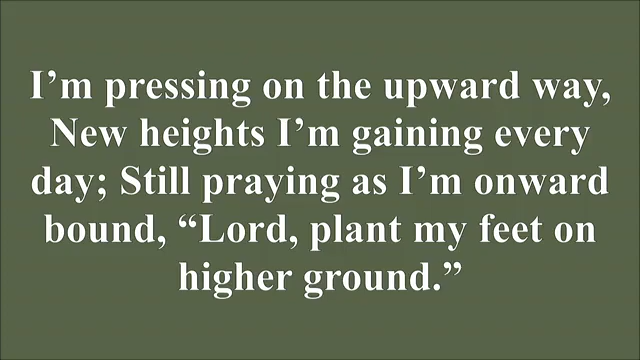 I’m pressing on the upward way,
New heights I’m gaining every
day; Still praying as I’m onward
bound, “Lord, plant my feet on
higher ground.”